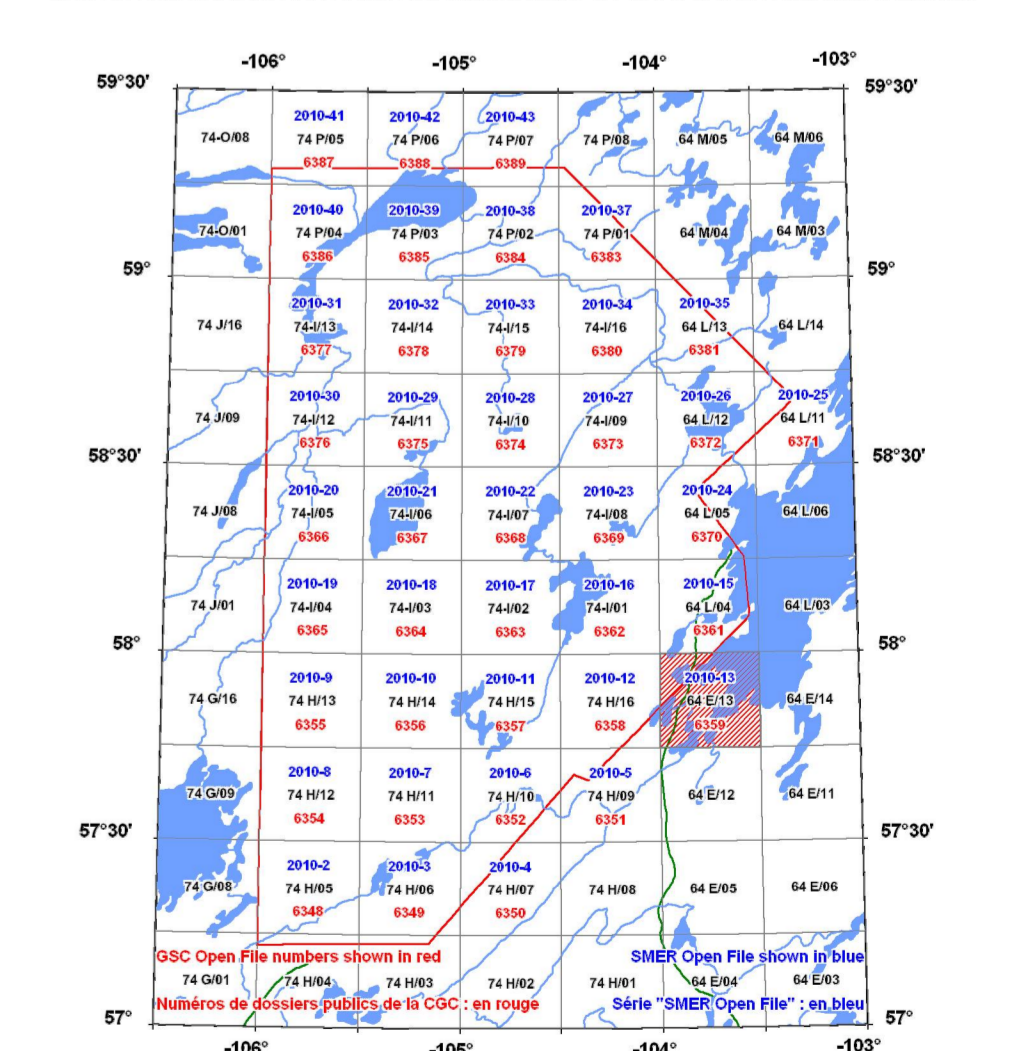 -106° -105° -104° -103°
59°30' 59°30'
2010-41 2010-42 2010-43
74-O/08 74 P/05 74 P/06 74 P/07 74 P/08 64 M/05 64 M/06
6387 6388 6389
2010-40 2010-39 2010-38 2010-37
74-O/01 74 P/04 74 P/03 74 P/02 74 P/01 64 M/04 64 M/03
6386 6385 6384 6383
59° 59°
2010-31 2010-32 2010-33 2010-34 2010-35
74 J/16 74-I/13 74-I/14 74-I/15 74-I/16 64 L/13 64 L/14
6377 6378 6379 6380 6381
2010-30 2010-29 2010-28 2010-27 2010-26 2010-25
74 J/09 74-I/12 74-I/11 74-I/10 74-I/09 64 L/12 64 L/11
6376 6375 6374 6373 6372 6371
58°30' 58°30'
2010-20 2010-21 2010-22 2010-23 2010-24
74 J/08 74-I/05 74-I/06 74-I/07 74-I/08 64 L/05 64 L/06
6366 6367 6368 6369 6370
2010-19 2010-18 2010-17 2010-16 2010-15
74 J/01 74-I/04 74-I/03 74-I/02 74-I/01 64 L/04 64 L/03
6365 6364 6363 6362 6361
58° 58°
2010-9 2010-10 2010-11 2010-12 2010-13
74 G/16 74 H/13 74 H/14 74 H/15 74 H/16 64 E/13 64 E/14
6355 6356 6357 6358 6359
2010-8 2010-7 2010-6 2010-5
74 G/09 74 H/12 74 H/11 74 H/10 74 H/09 64 E/12 64 E/11
6354 6353 6352 6351
57°30' 57°30'
2010-2 2010-3 2010-4
74 G/08 74 H/05 74 H/06 74 H/07 74 H/08 64 E/05 64 E/06
6348 6349 6350
GSC Open File numbers shown in red SMER Open File shown in blue
74 G/01 74 H/04 74 H/03 74 H/02 74 H/01 64 E/04 64 E/03
Numéros de dossiers publics de la CGC : en rouge Série "SMER Open File" : en bleu
57° 57°
-106° -105° -104° -103°